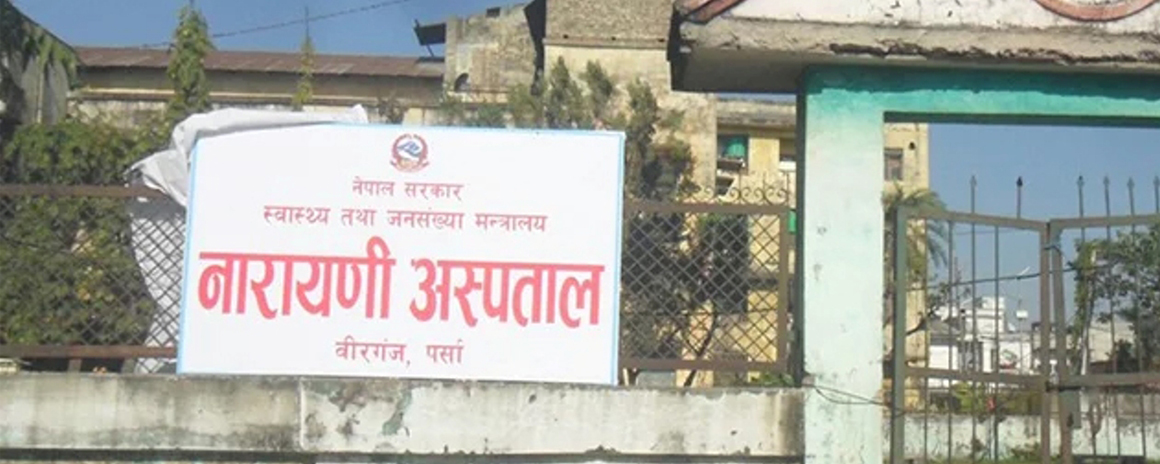 नेपाल सरकार
स्वास्थ्य तथा जनसंख्या मन्त्रालय
नारायणी अस्पताल
वीरगंज, पर्सा